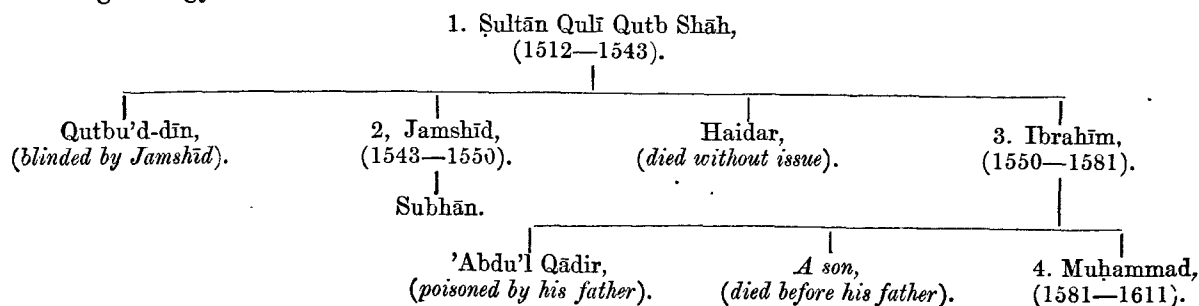 1. Ṣultān Qulī Qutb Shāh,
(1512—1543).
Qutbu'd-dīn,
(blinded by Jamshīd).
2, Jamshīd,
(1543—1550).
Subhān.
Haidar,
(died without issue).
3. Ibrahīm,
(1550—1581).
'Abdu'l Qādir,
(poisoned by his father).
A son,
(died before his father).
4. Muḥammad,
(1581—1611).